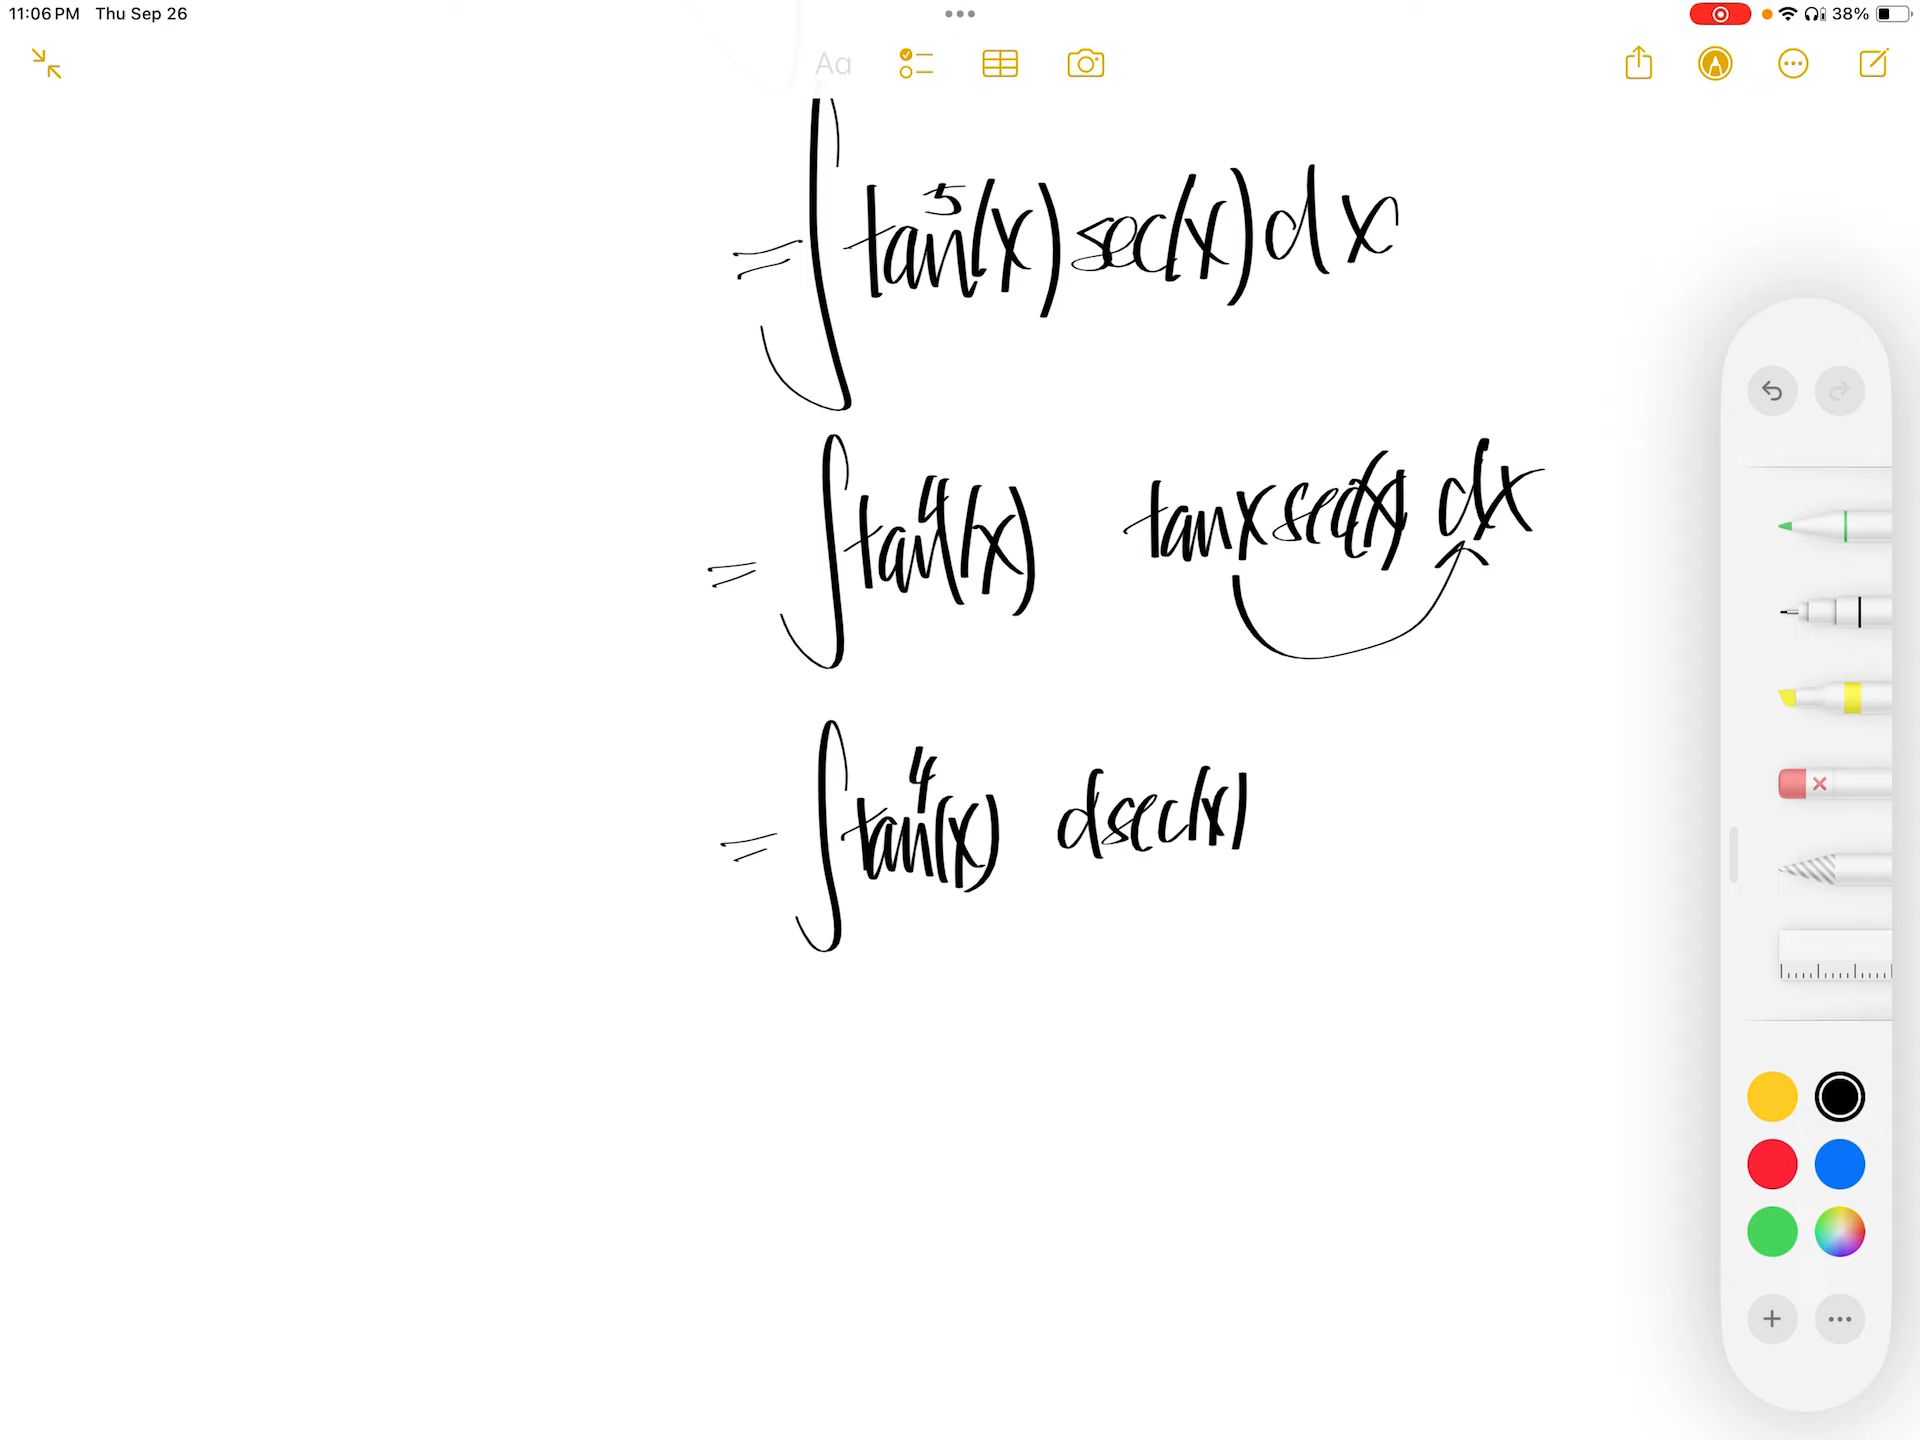 11:06 PM Thu Sep 26
38%
Aa
= ∫ tan⁵(x) sec(x) dx
= ∫ tan⁴(x) tanx sec(x) dx
= ∫ tan⁴(x) dsec(x)